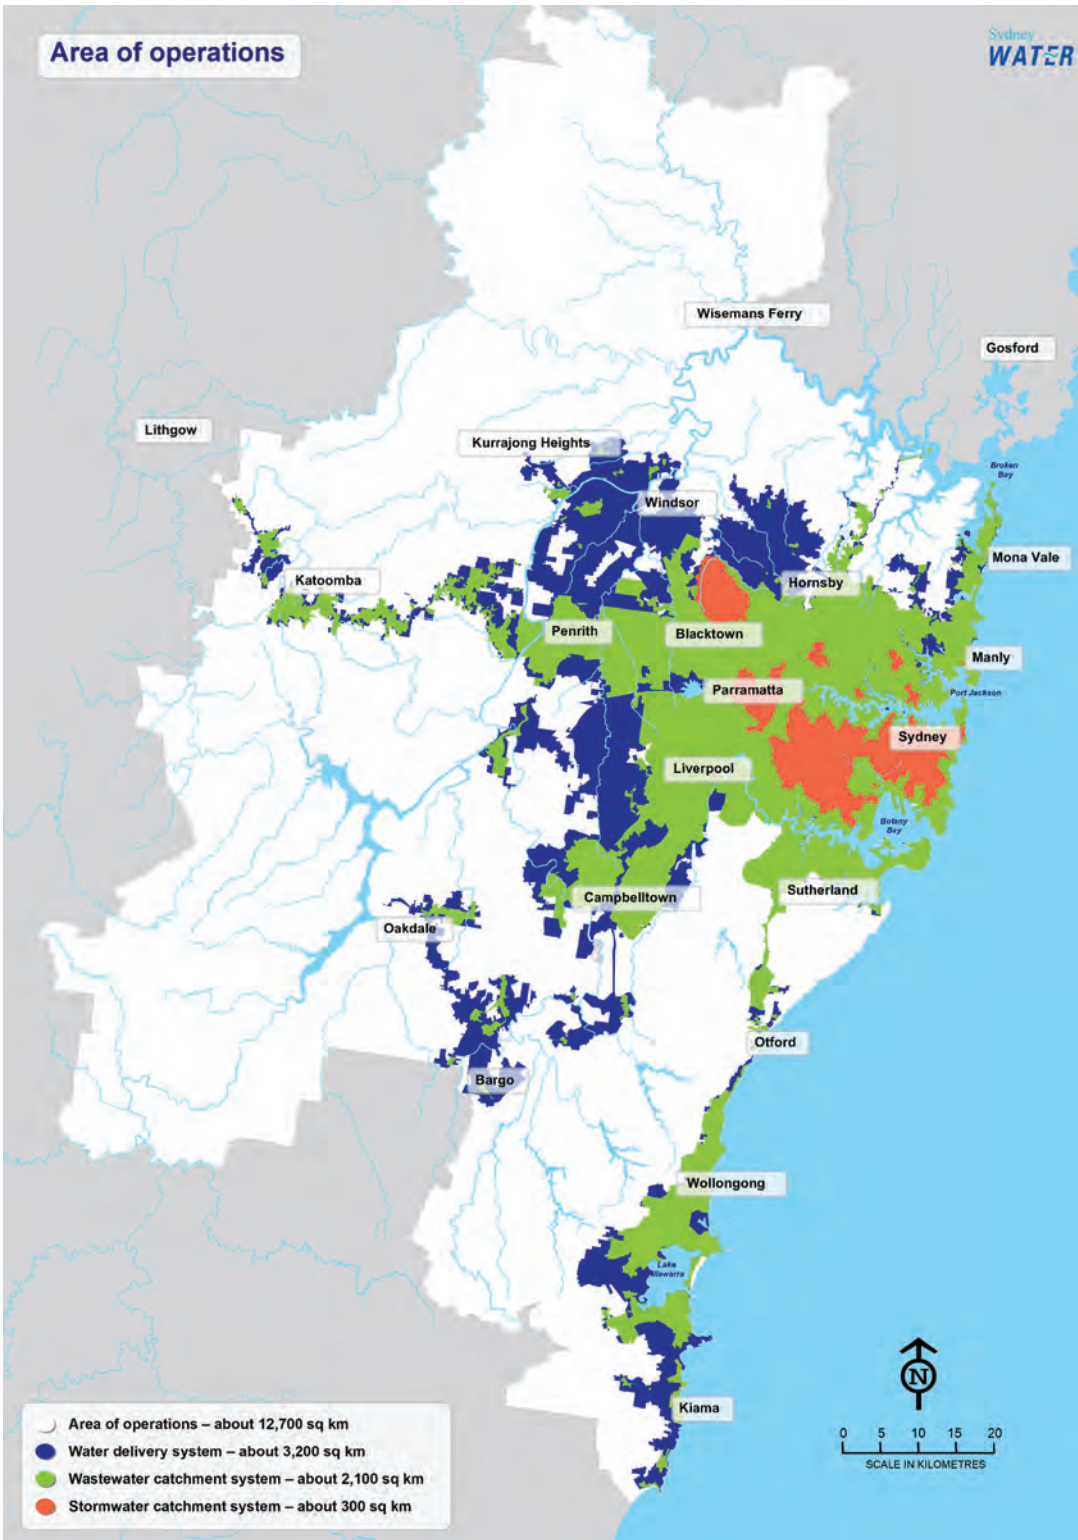 Area of operations
Sydney
WATER
Wisemans Ferry
Gosford
Lithgow
Kurrajong Heights
Broken
Bay
Windsor
Mona Vale
Katoomba
Hornsby
Penrith
Blacktown
Manly
Parramatta
Port Jackson
Sydney
Liverpool
Botany
Bay
Sutherland
Campbelltown
Oakdale
Otford
Bargo
Wollongong
Lake
Illawarra
Kiama
N
0 5 10 15 20
SCALE IN KILOMETRES
Area of operations – about 12,700 sq km
Water delivery system – about 3,200 sq km
Wastewater catchment system – about 2,100 sq km
Stormwater catchment system – about 300 sq km